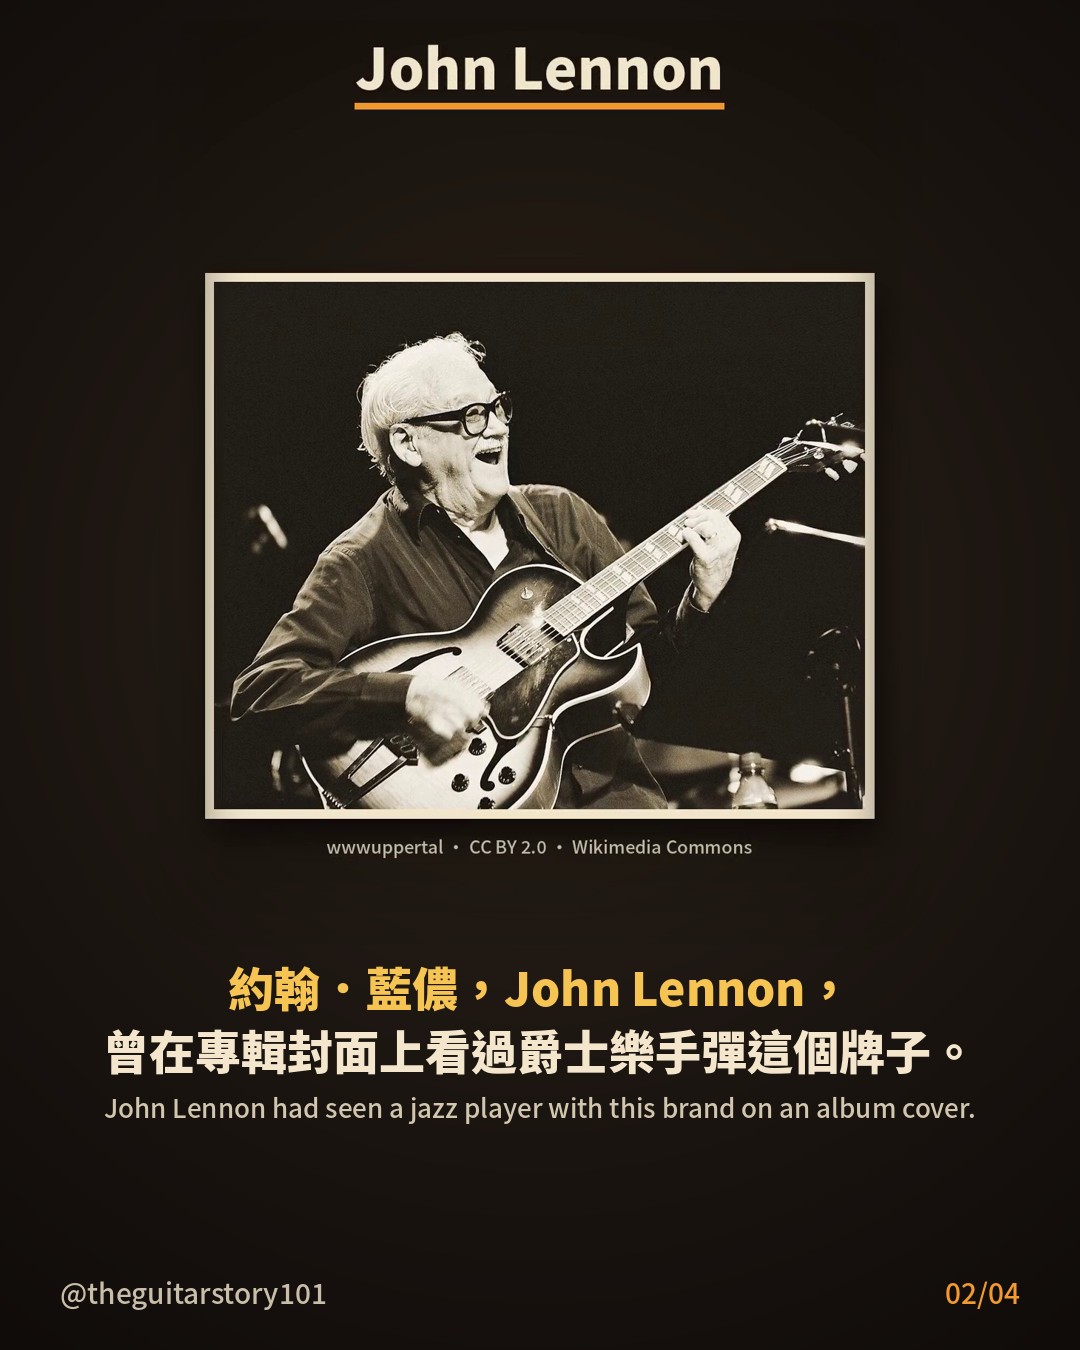 John Lennon
wwwuppertal • CC BY 2.0 • Wikimedia Commons
約翰・藍儂，John Lennon，
曾在專輯封面上看過爵士樂手彈這個牌子。
John Lennon had seen a jazz player with this brand on an album cover.
@theguitarstory101
02/04